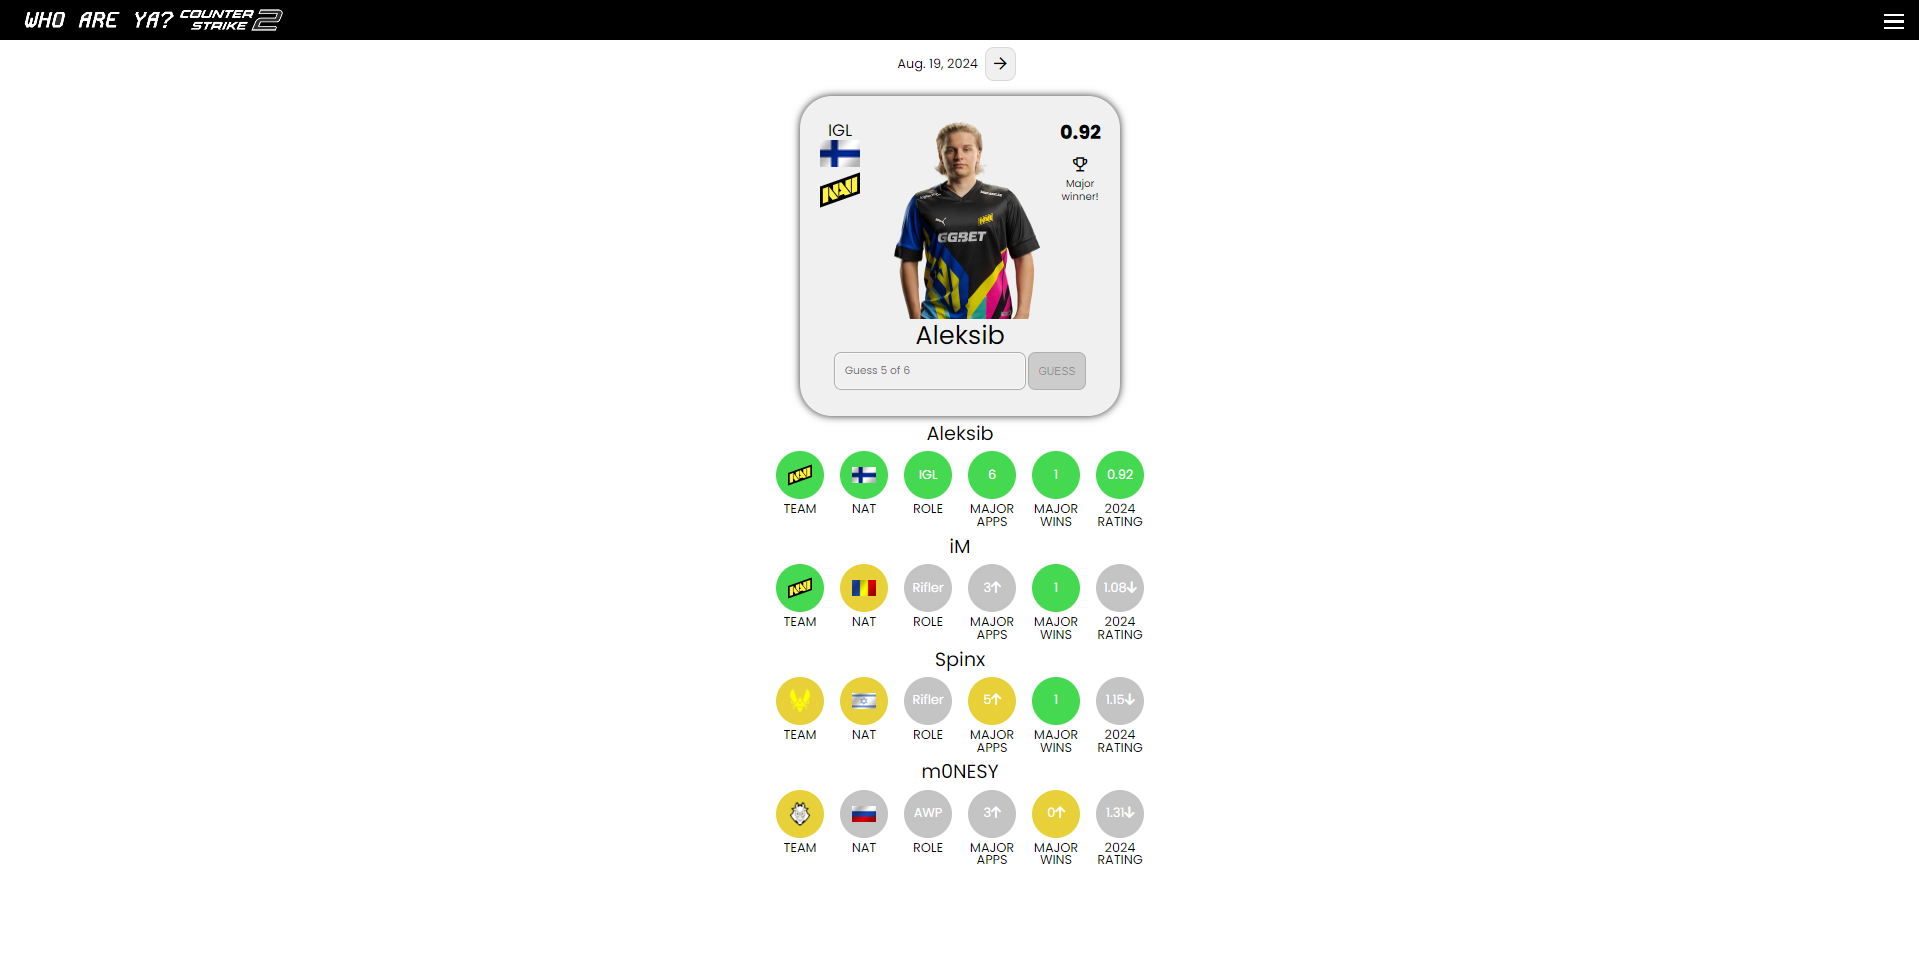 WHO ARE YA? COUNTER STRIKE 2
Aug. 19, 2024
IGL
0.92
Major
winner!
NAVI
GG.BET
Aleksib
Guess 5 of 6
GUESS
Aleksib
NAVI IGL 6 1 0.92
TEAM NAT ROLE MAJOR APPS MAJOR WINS 2024 RATING
iM
NAVI Rifler 3↑ 1 1.08↓
TEAM NAT ROLE MAJOR APPS MAJOR WINS 2024 RATING
Spinx
Rifler 5↑ 1 1.15↓
TEAM NAT ROLE MAJOR APPS MAJOR WINS 2024 RATING
m0NESY
AWP 3↑ 0↑ 1.31↓
TEAM NAT ROLE MAJOR APPS MAJOR WINS 2024 RATING